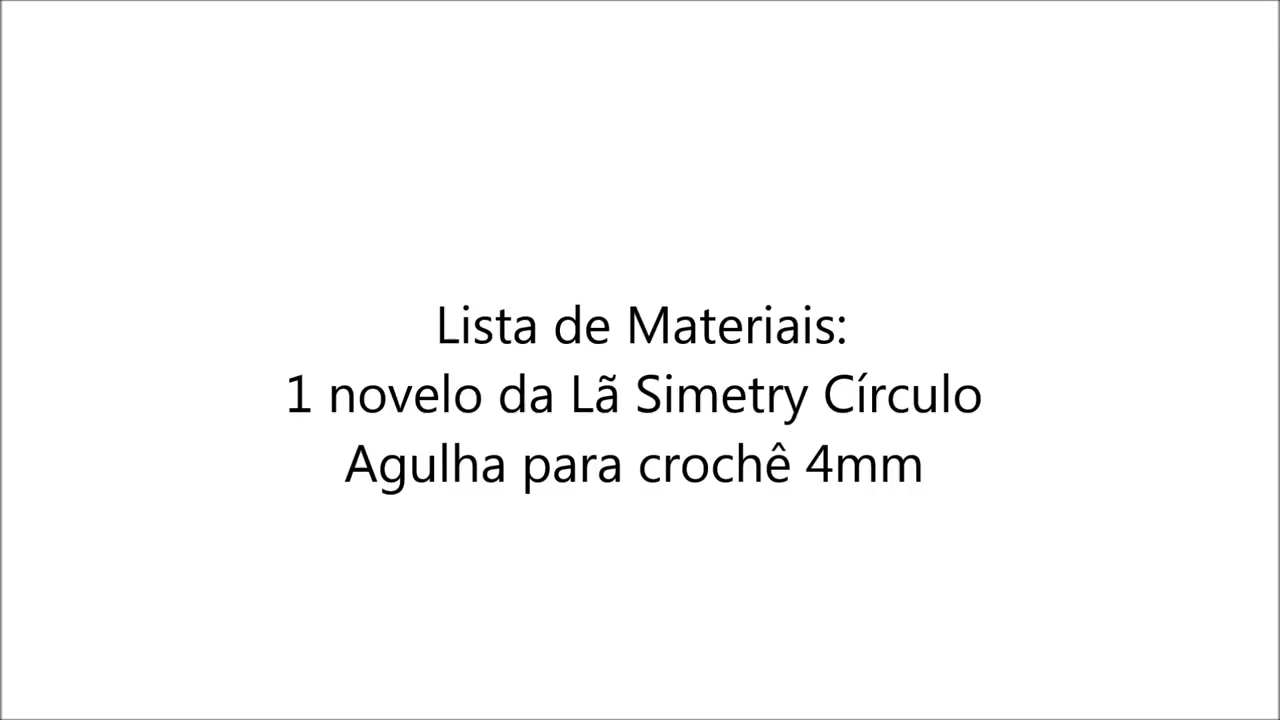 Lista de Materiais:
1 novelo da Lã Simetry Círculo
Agulha para crochê 4mm